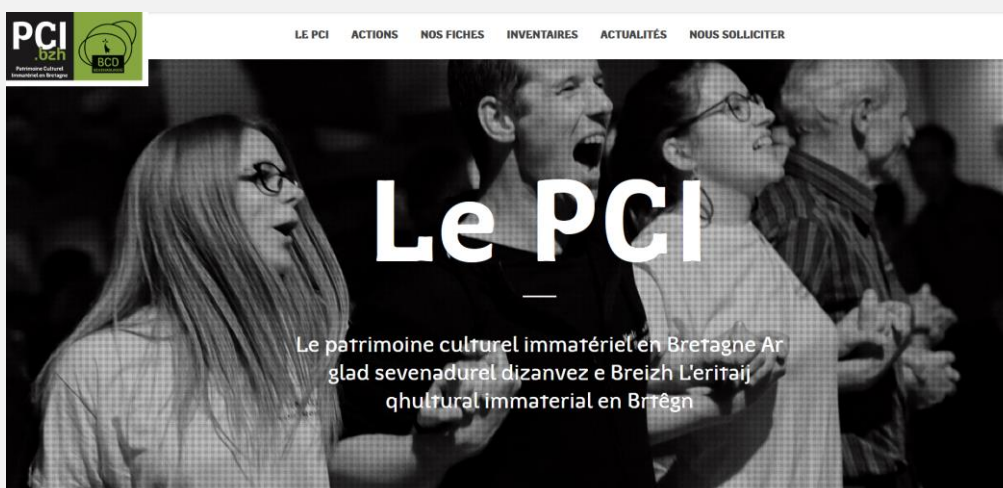 PCI
.bzh
Patrimoine Culturel
Immatériel en Bretagne
BCD
LE PCI ACTIONS NOS FICHES INVENTAIRES ACTUALITÉS NOUS SOLLICITER
Le PCI
Le patrimoine culturel immatériel en Bretagne Ar
glad sevenadurel dizanvez e Breizh L'eritaij
qhultural immaterial en Brtêgn